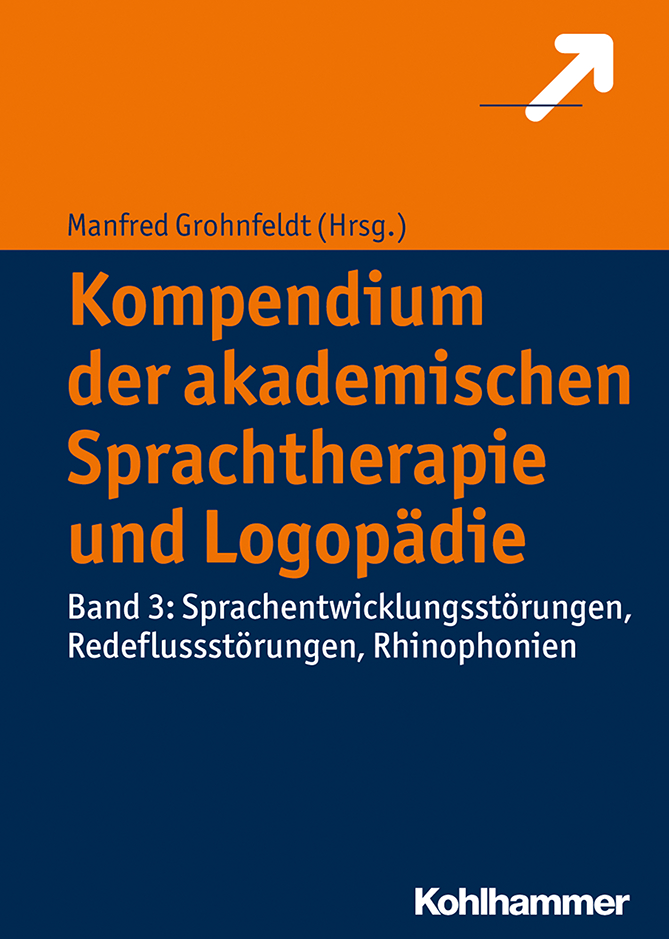 Manfred Grohnfeldt (Hrsg.)
Kompendium
der akademischen
Sprachtherapie
und Logopädie
Band 3: Sprachentwicklungsstörungen,
Redeflussstörungen, Rhinophonien
Kohlhammer